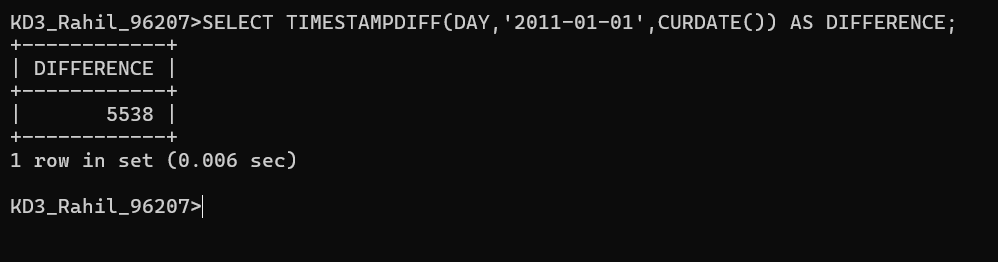 KD3_Rahil_96207>SELECT TIMESTAMPDIFF(DAY,'2011-01-01',CURDATE()) AS DIFFERENCE;
+------------+
| DIFFERENCE |
+------------+
|       5538 |
+------------+
1 row in set (0.006 sec)
KD3_Rahil_96207>